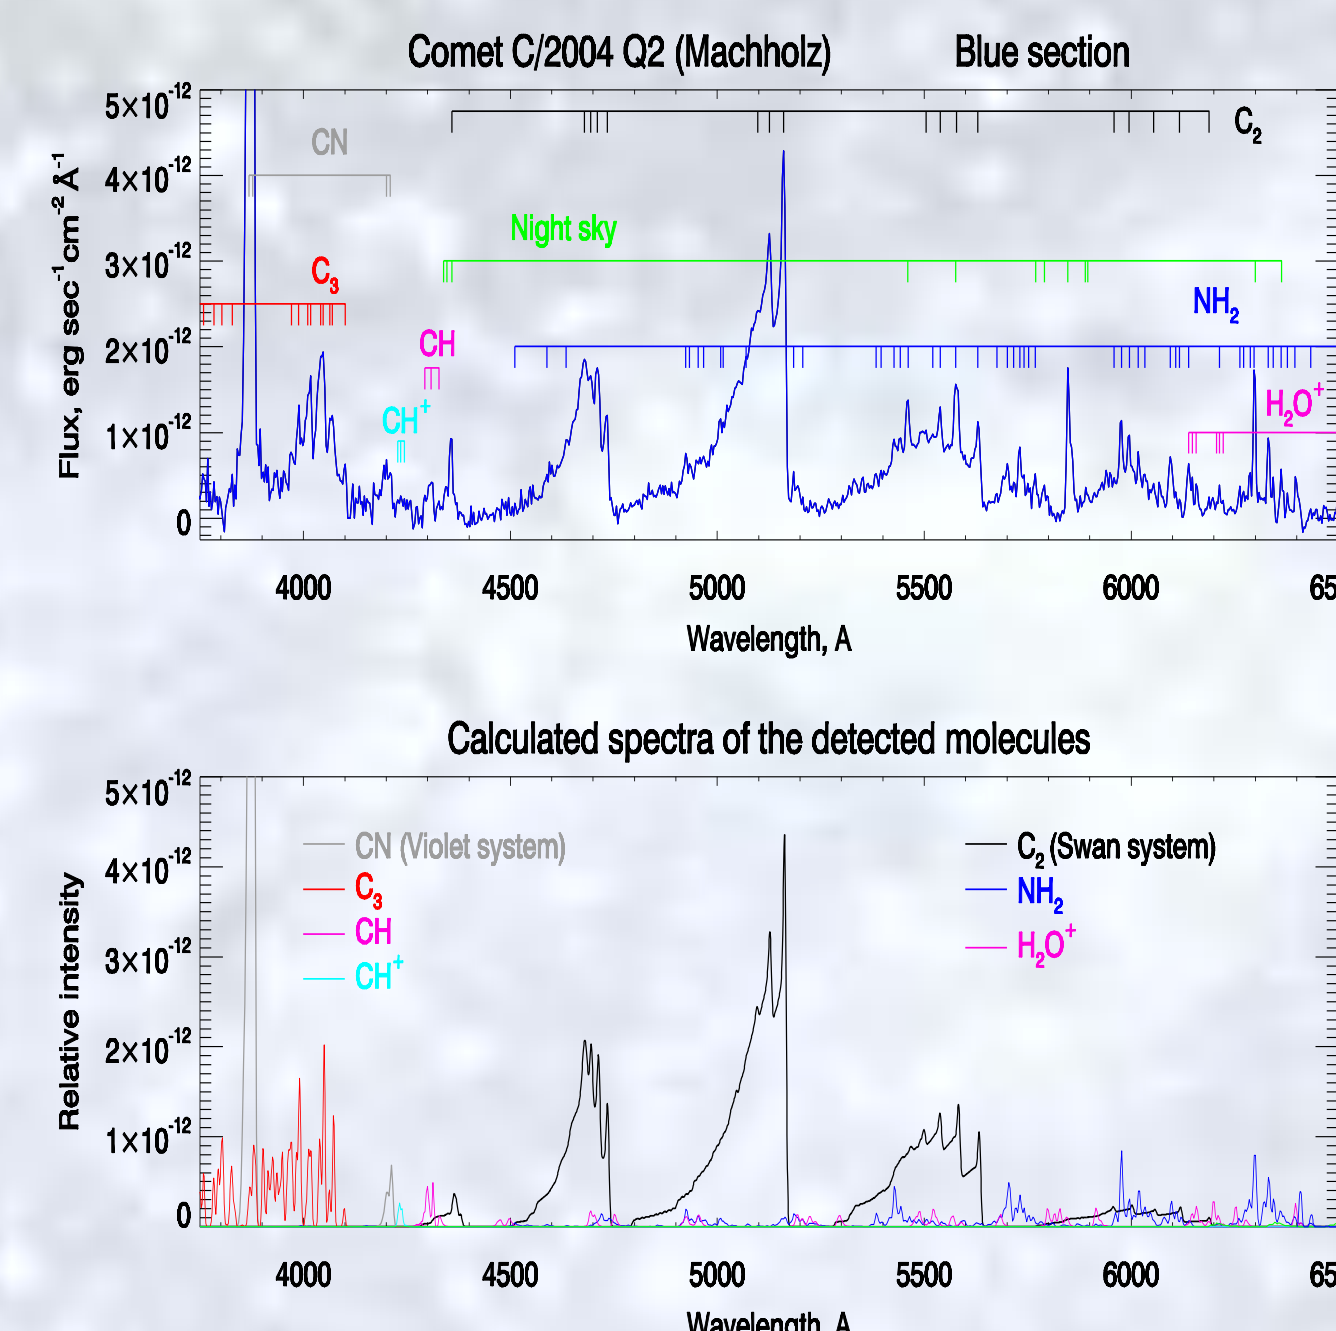 Comet C/2004 Q2 (Machholz) Blue section
5×10⁻¹²
C₂
CN
4×10⁻¹²
Night sky
3×10⁻¹²
C₃
NH₂
CH
2×10⁻¹²
H₂O⁺
CH⁺
1×10⁻¹²
0
Flux, erg sec⁻¹cm⁻² Å⁻¹
4000 4500 5000 5500 6000 65
Wavelength, A
Calculated spectra of the detected molecules
5×10⁻¹²
CN (Violet system)
C₂ (Swan system)
4×10⁻¹²
C₃
NH₂
CH
H₂O⁺
3×10⁻¹²
CH⁺
2×10⁻¹²
1×10⁻¹²
0
Relative intensity
4000 4500 5000 5500 6000 65
Wavelength, A